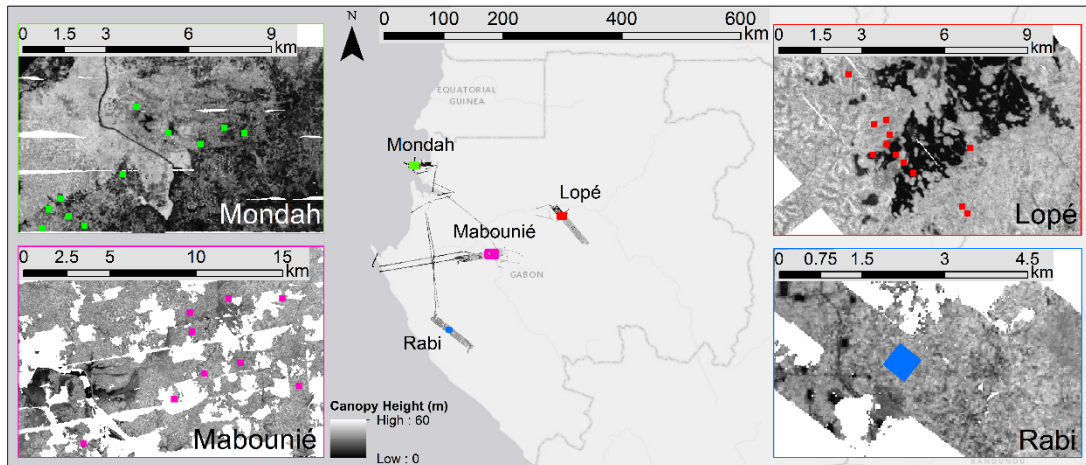 0 1.5 3 6 9
km
Mondah
N
0 100 200 400 600
km
EQUATORIAL
GUINEA
Mondah
Lopé
Mabounié
GABON
Rabi
Canopy Height (m)
High : 60
Low : 0
0 1.5 3 6 9
km
Lopé
0 2.5 5 10 15
km
Mabounié
0 0.75 1.5 3 4.5
km
Rabi
BANDUNDU